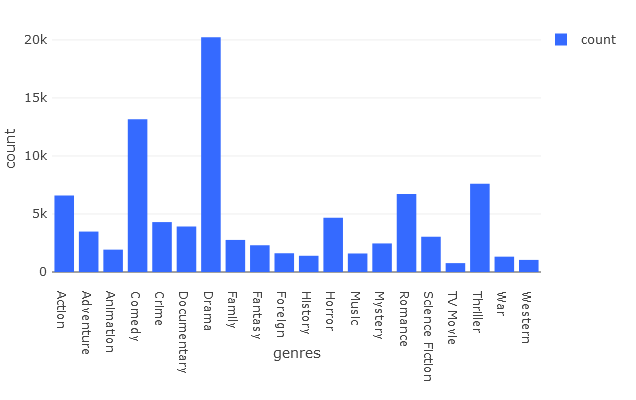 20k
15k
10k
5k
0
count
count
Action
Adventure
Animation
Comedy
Crime
Documentary
Drama
Family
Fantasy
Foreign
History
Horror
Music
Mystery
Romance
Science Fiction
TV Movie
Thriller
War
Western
genres